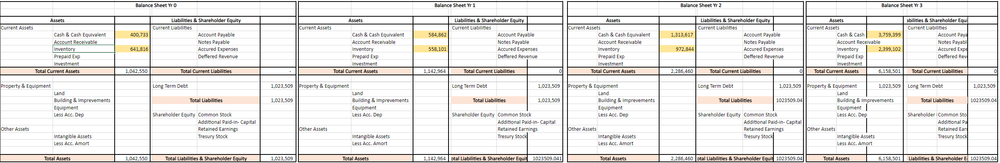 Balance Sheet Yr 0 Balance Sheet Yr 1 Balance Sheet Yr 2 Balance Sheet Yr 3
Assets Liabilities & Shareholder Equity Assets Liabilities & Shareholder Equity Assets Liabilities & Shareholder Equity Assets abilities & Shareholder Equi
Current Assets Current Liabilities Current Assets Current Liabilities Current Assets Current Liabilities Current Assets Current Liabilities
Cash & Cash Equivalent 400,733 Account Payable Cash & Cash Equivalent 584,862 Account Payable Cash & Cash Equivalent 1,313,617 Account Payable Cash & Cash 3,759,399 Account Paya
Account Receivable Notes Payable Account Receivable Notes Payable Account Receivable Notes Payable Account Receivable Notes Payabl
Inventory 641,816 Accured Expenses Inventory 558,101 Accured Expenses Inventory 972,844 Accured Expenses Inventory 2,399,102 Accured Expe
Prepaid Exp Deffered Revenue Prepaid Exp Deffered Revenue Prepaid Exp Deffered Revenue Prepaid Exp Deffered Rev
Investment Investment Investment Investment
Total Current Assets 1,042,550 Total Current Liabilities - Total Current Assets 1,142,964 Total Current Liabilities 0 Total Current Assets 2,286,460 Total Current Liabilities 0 Total Current Assets 6,158,501 Total Current Liabilities 0
Property & Equipment Long Term Debt 1,023,509 Property & Equipment Long Term Debt 1,023,509 Property & Equipment Long Term Debt 1,023,509 Property & Equipment 1,023,509 Long Term Debt 1,023,509
Land Land Land Land
Building & Imprevements Total Liabilities 1,023,509 Building & Imprevements Total Liabilities 1,023,509 Building & Imprevements Total Liabilities 1023509.04 Building & Imprevements Total Liabilities 1023509.04
Equipment Equipment Equipment Equipment
Less Acc. Dep Shareholder Equity Common Stock Less Acc. Dep Shareholder Equity Common Stock Less Acc. Dep Shareholder Equity Common Stock Less Acc. Dep Shareholder Common Sto
Additional Paid-in- Capital Additional Paid-in- Capital Additional Paid-in- Capital Additional Pa
Other Assets Retained Earnings Other Assets Retained Earnings Other Assets Retained Earnings Other Assets Retained Earr
Intangible Assets Tresury Stock Intangible Assets Tresury Stock Intangible Assets Tresury Stock Intangible Assets Tresury Stock
Less Acc. Amort Less Acc. Amort Less Acc. Amort Less Acc. Amort
Total Assets 1,042,550 Total Liabilities & Shareholder Equity 1,023,509 Total Assets 1,142,964 otal Liabilities & Shareholder Equit 1023509.041 Total Assets 2,286,460 otal Liabilities & Shareholder Equit 1023509.04 Total Assets 6,158,501 Liabilities & Shareholder E 1023509.04